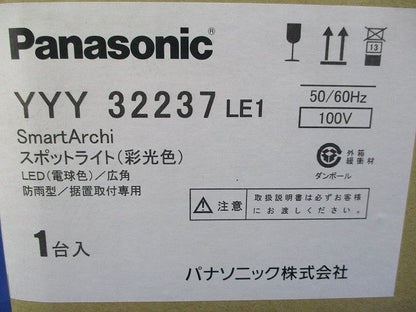 Panasonic®
YYY 32237 LE1
50/60Hz
100V
SmartArchi
スポットライト(彩光色)
LED(電球色)/広角
防雨型/据置取付専用
13
外箱
緩衝材
ダンボール
注意
取扱説明書は必ずお客様
にお渡しください。
1台入
パナソニック株式会社